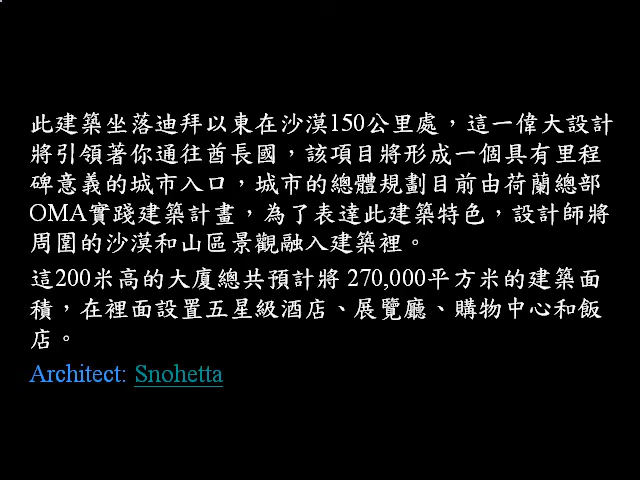 此建築坐落迪拜以東在沙漠150公里處，這一偉大設計
將引領著你通往酋長國，該項目將形成一個具有里程
碑意義的城市入口，城市的總體規劃目前由荷蘭總部
OMA實踐建築計畫，為了表達此建築特色，設計師將
周圍的沙漠和山區景觀融入建築裡。
這200米高的大廈總共預計將 270,000平方米的建築面
積，在裡面設置五星級酒店、展覽廳、購物中心和飯
店。
Architect: Snohetta